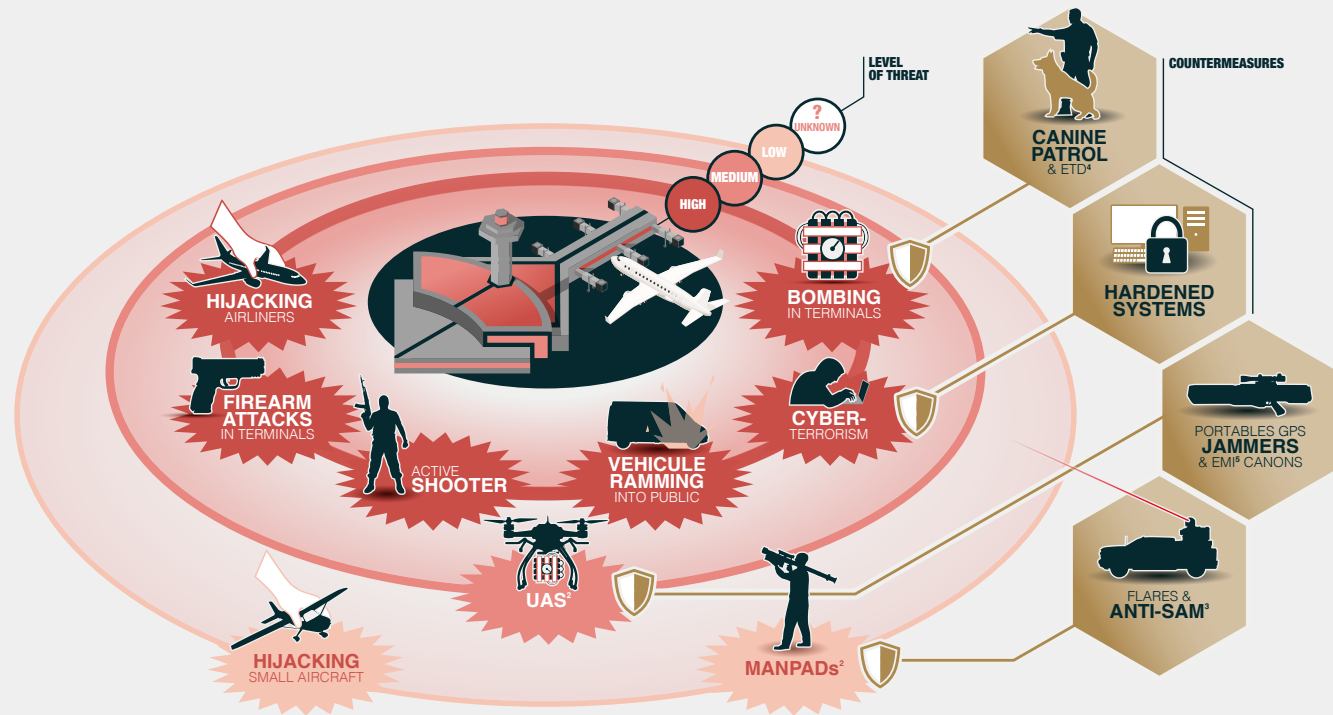 LEVEL
OF THREAT
?
UNKNOWN
LOW
MEDIUM
HIGH
COUNTERMEASURES
CANINE
PATROL
& ETD⁴
HARDENED
SYSTEMS
PORTABLES GPS
JAMMERS
& EMI⁵ CANONS
FLARES &
ANTI-SAM³
HIJACKING
AIRLINERS
BOMBING
IN TERMINALS
FIREARM
ATTACKS
IN TERMINALS
CYBER-
TERRORISM
ACTIVE
SHOOTER
VEHICULE
RAMMING
INTO PUBLIC
UAS²
HIJACKING
SMALL AIRCRAFT
MANPADs²